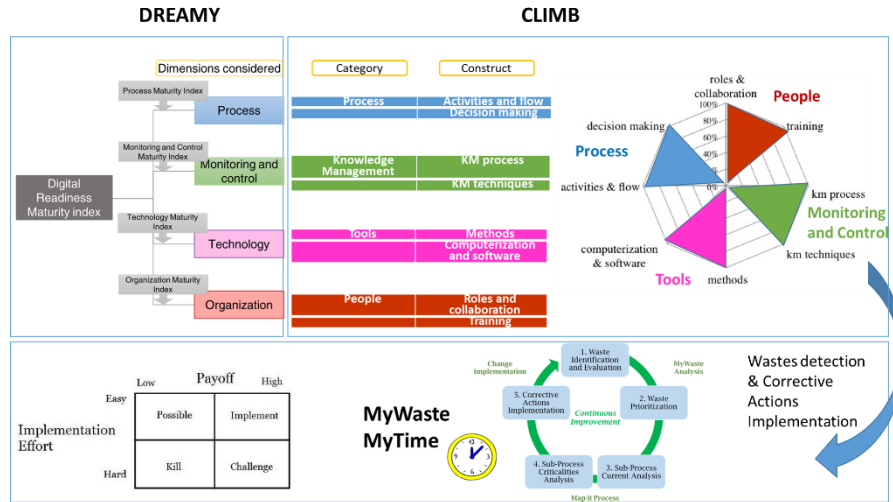 DREAMY
CLIMB
Dimensions considered
Process Maturity Index
Process
Monitoring and Control
Maturity Index
Monitoring and
control
Digital
Readiness
Maturity index
Technology Maturity
Index
Technology
Organization Maturity
Index
Organization
Category
Construct
Process
Activities and flow
Decision making
Knowledge
Management
KM process
KM techniques
Tools
Methods
Computerization
and software
People
Roles and
collaboration
Training
roles &
collaboration
100%
80%
60%
40%
20%
0%
People
training
decision making
Process
activities & flow
km process
Monitoring
and Control
km techniques
computerization
& software
Tools
methods
Payoff
Low
High
Easy
Implementation
Effort
Hard
Possible
Implement
Kill
Challenge
MyWaste
MyTime
12
Change
Implementation
1. Waste
Identification
and Evaluation
MyWaste
Analysis
5. Corrective
Actions
Implementation
2. Waste
Prioritization
Continuous
Improvement
4. Sub-Process
Criticalities
Analysis
3. Sub Process
Current Analysis
Map-it Process
Wastes detection
& Corrective
Actions
Implementation